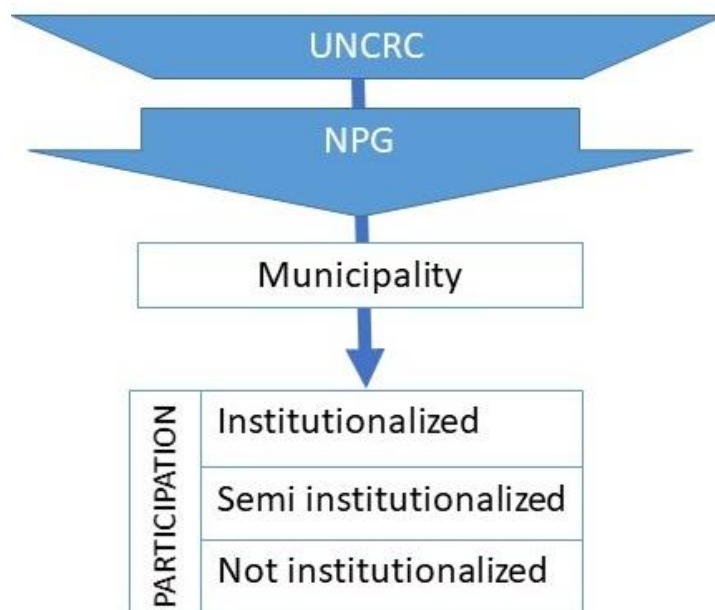 UNCRC
NPG
Municipality
PARTICIPATION
Institutionalized
Semi institutionalized
Not institutionalized